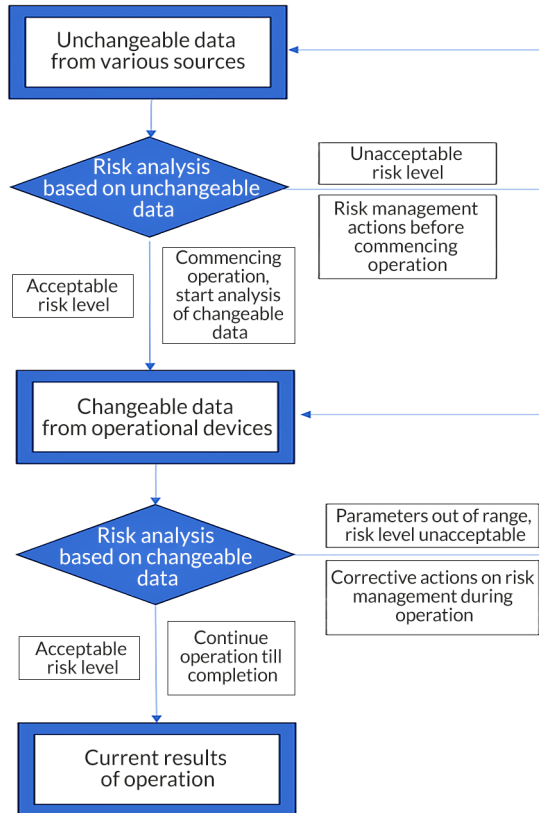 Unchangeable data
from various sources
Risk analysis
based on unchangeable
data
Unacceptable
risk level
Risk management
actions before
commencing
operation
Acceptable
risk level
Commencing
operation,
start analysis
of changeable
data
Changeable data
from operational devices
Risk analysis
based on changeable
data
Parameters out of range,
risk level unacceptable
Corrective actions on risk
management during
operation
Acceptable
risk level
Continue
operation till
completion
Current results
of operation